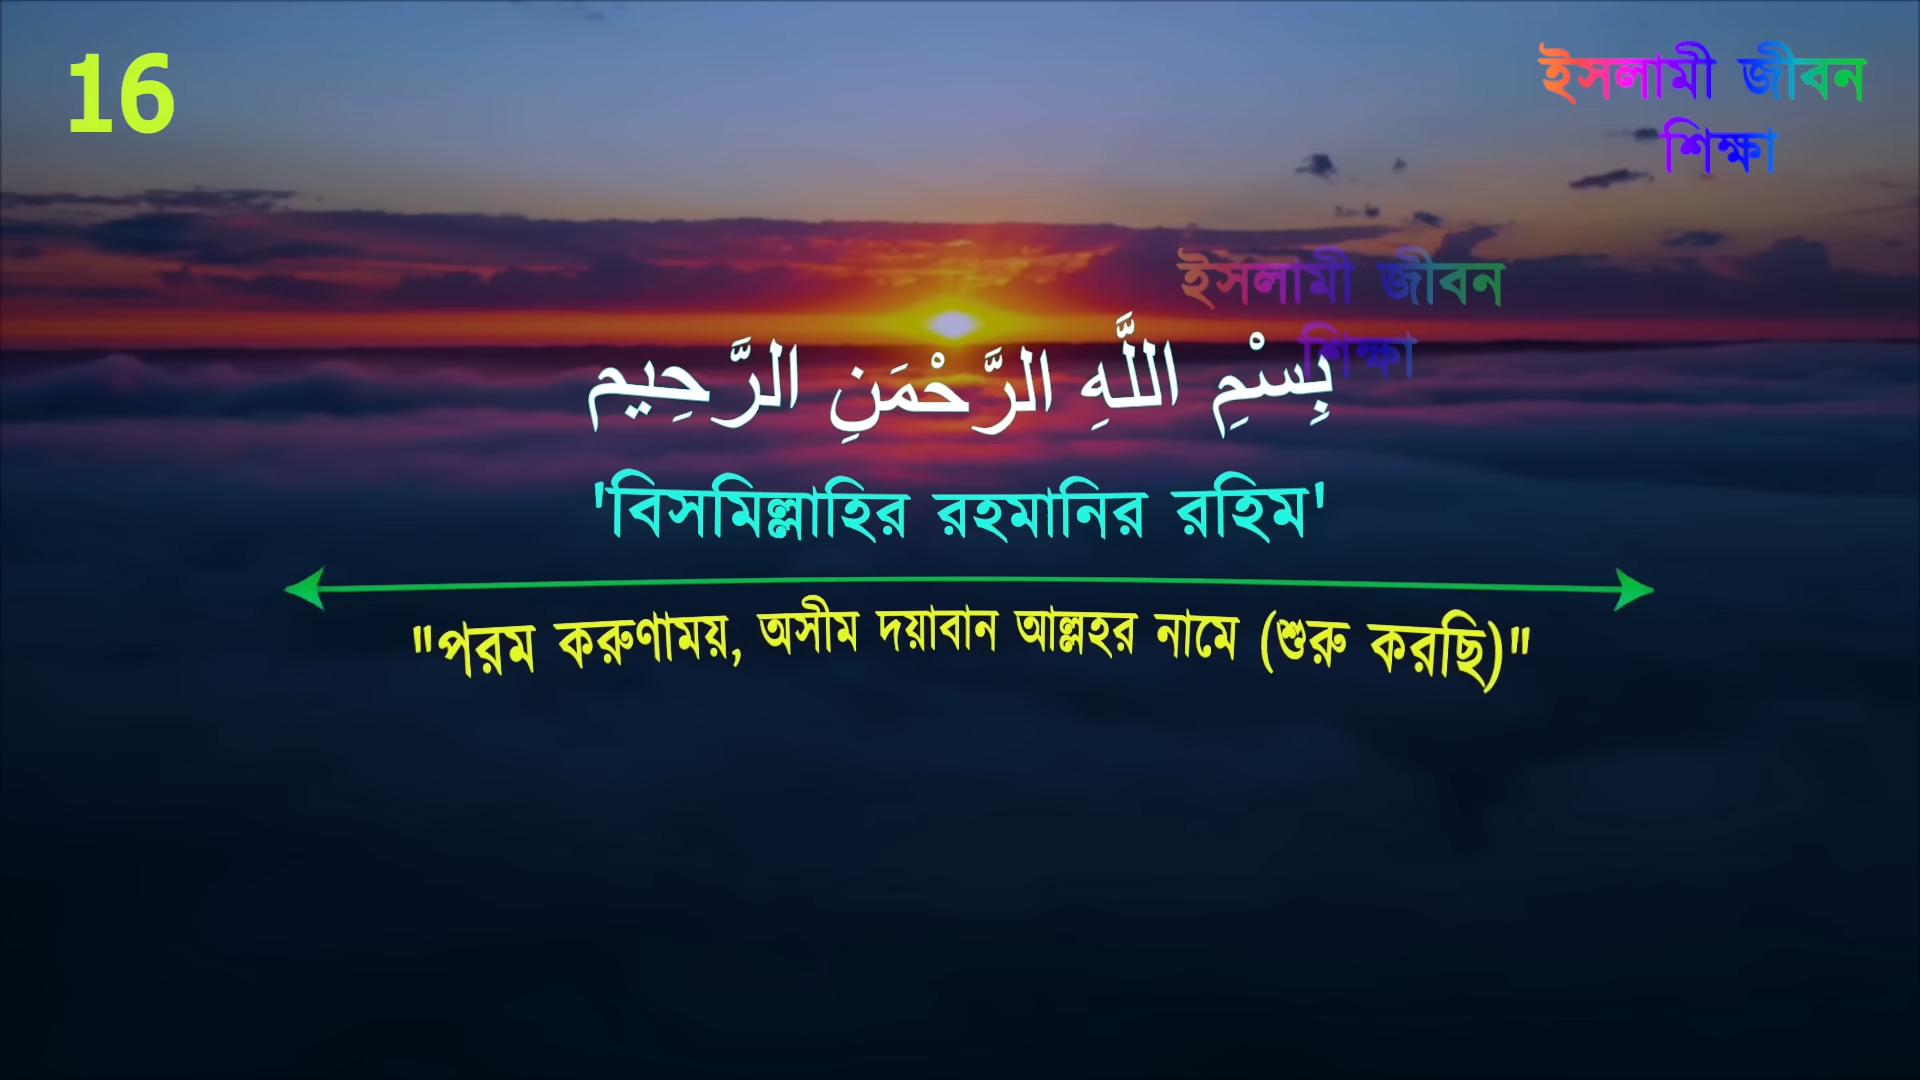 16
ইসলামী জীবন
শিক্ষা
ইসলামী জীবন
শিক্ষা
بِسْمِ اللَّهِ الرَّحْمَنِ الرَّحِيم
'বিসমিল্লাহির রহমানির রহিম'
"পরম করুণাময়, অসীম দয়াবান আল্লহর নামে (শুরু করছি)"